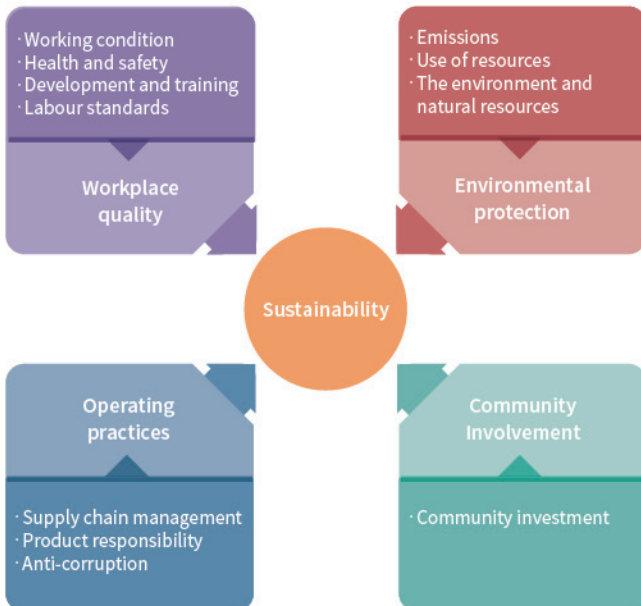 · Working condition
· Health and safety
· Development and training
· Labour standards
Workplace
quality
· Emissions
· Use of resources
· The environment and
natural resources
Environmental
protection
Sustainability
Operating
practices
· Supply chain management
· Product responsibility
· Anti-corruption
Community
Involvement
· Community investment